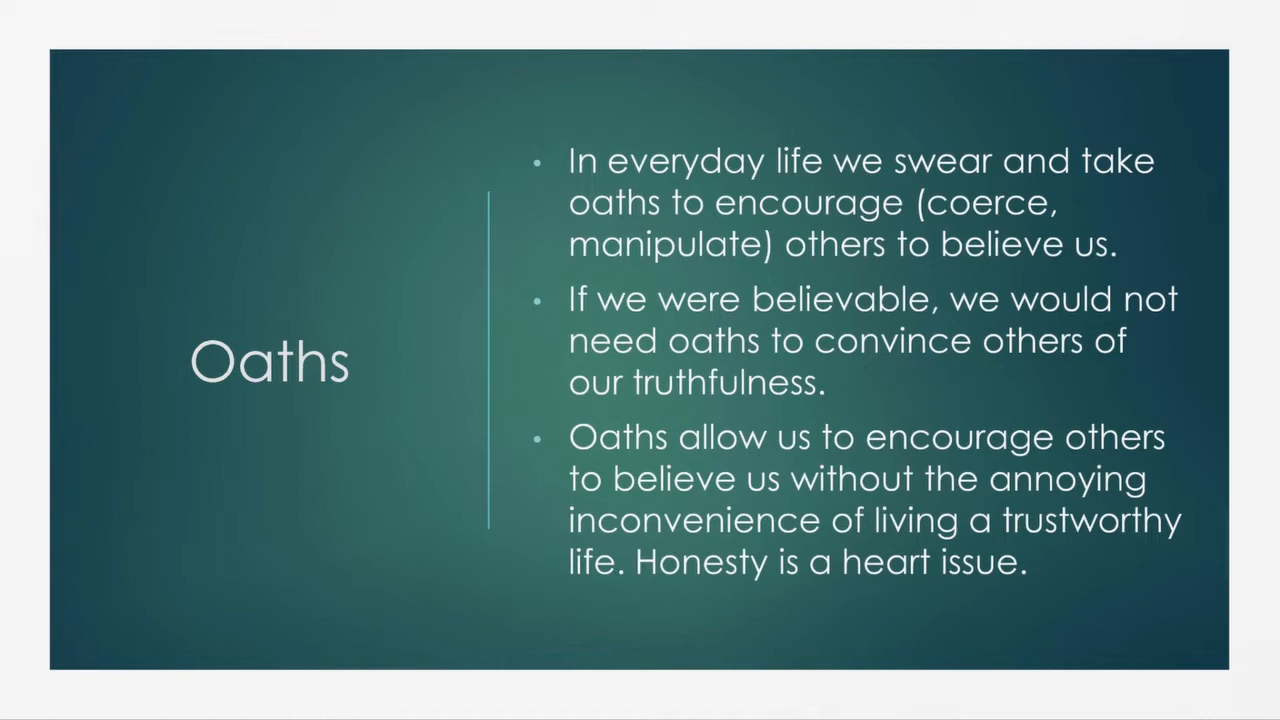 Oaths
• In everyday life we swear and take
oaths to encourage (coerce,
manipulate) others to believe us.
• If we were believable, we would not
need oaths to convince others of
our truthfulness.
• Oaths allow us to encourage others
to believe us without the annoying
inconvenience of living a trustworthy
life. Honesty is a heart issue.